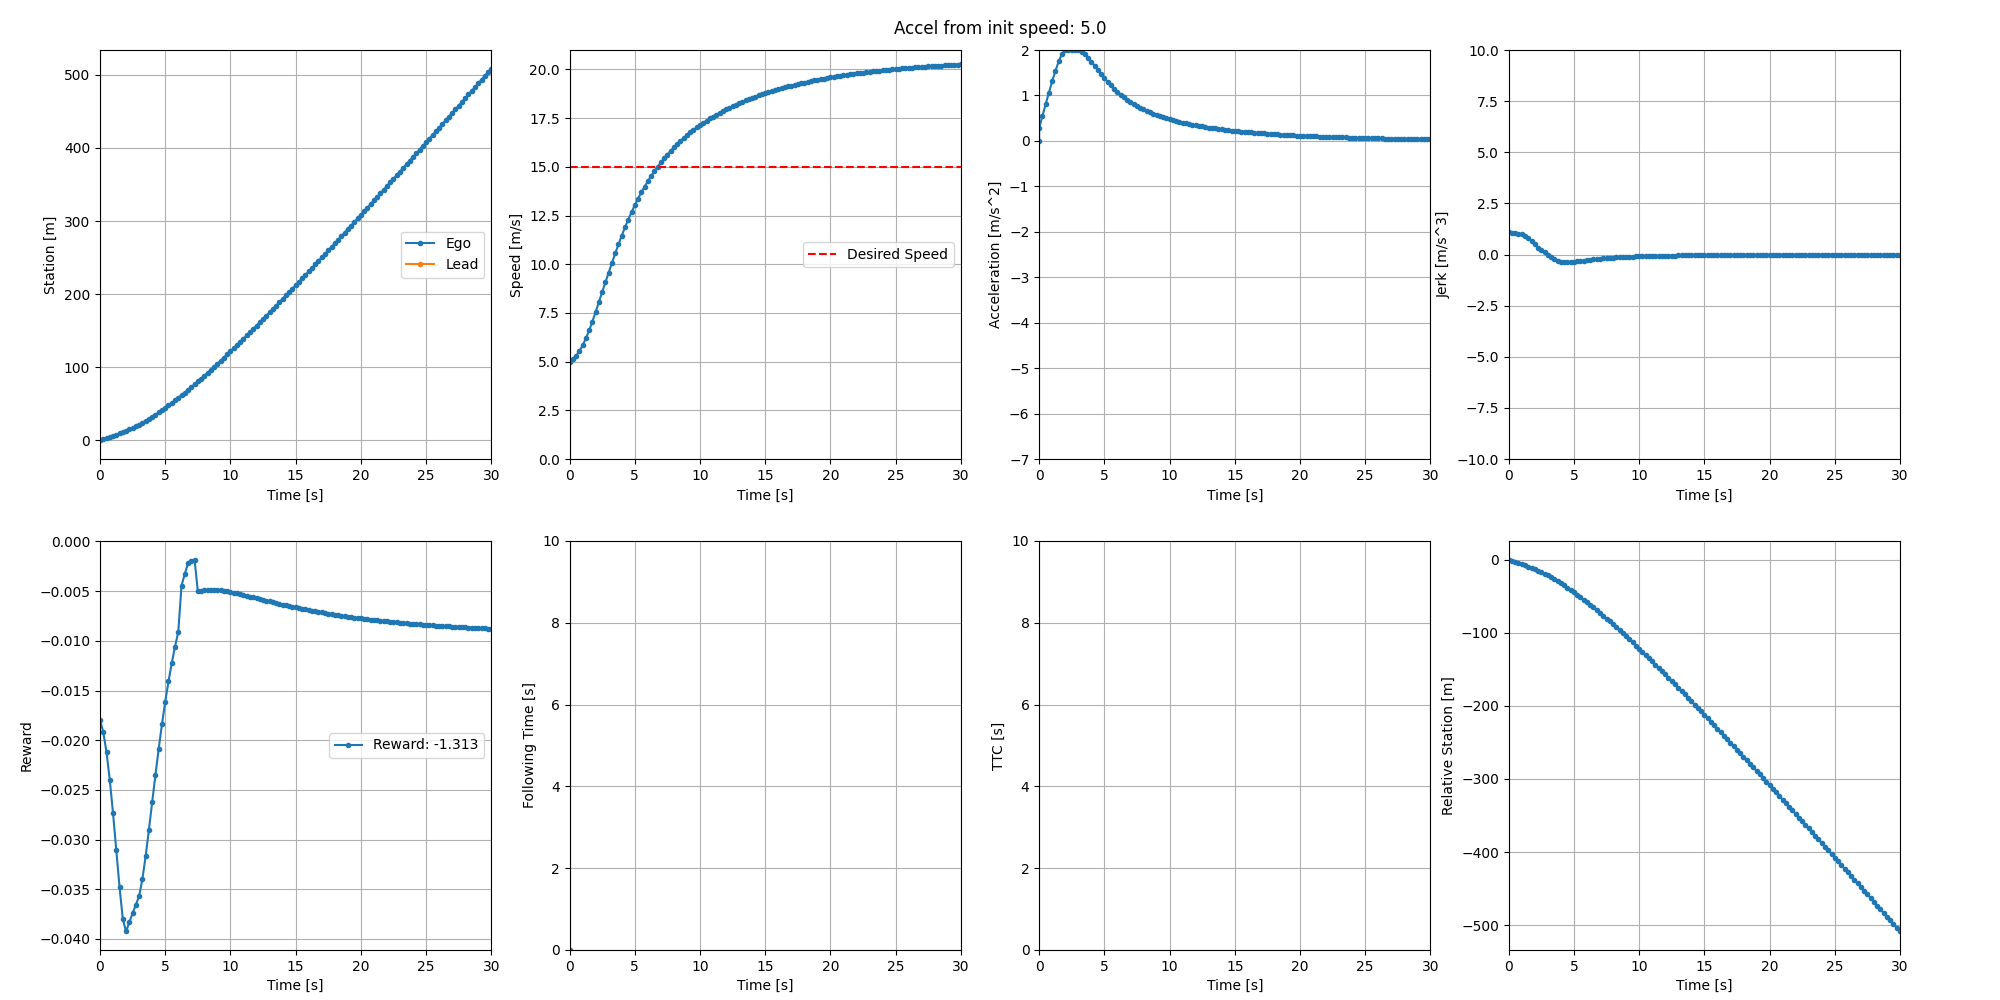 Accel from init speed: 5.0
Station [m]
500
400
300
200
100
0
Ego
Lead
0 5 10 15 20 25 30
Time [s]
Speed [m/s]
20.0
17.5
15.0
12.5
10.0
7.5
5.0
2.5
0.0
Desired Speed
0 5 10 15 20 25 30
Time [s]
Acceleration [m/s^2]
2
1
0
−1
−2
−3
−4
−5
−6
−7
0 5 10 15 20 25 30
Time [s]
Jerk [m/s^3]
10.0
7.5
5.0
2.5
0.0
−2.5
−5.0
−7.5
−10.0
0 5 10 15 20 25 30
Time [s]
Reward
0.000
−0.005
−0.010
−0.015
−0.020
−0.025
−0.030
−0.035
−0.040
Reward: -1.313
0 5 10 15 20 25 30
Time [s]
Following Time [s]
10
8
6
4
2
0
0 5 10 15 20 25 30
Time [s]
TTC [s]
10
8
6
4
2
0
0 5 10 15 20 25 30
Time [s]
Relative Station [m]
0
−100
−200
−300
−400
−500
0 5 10 15 20 25 30
Time [s]